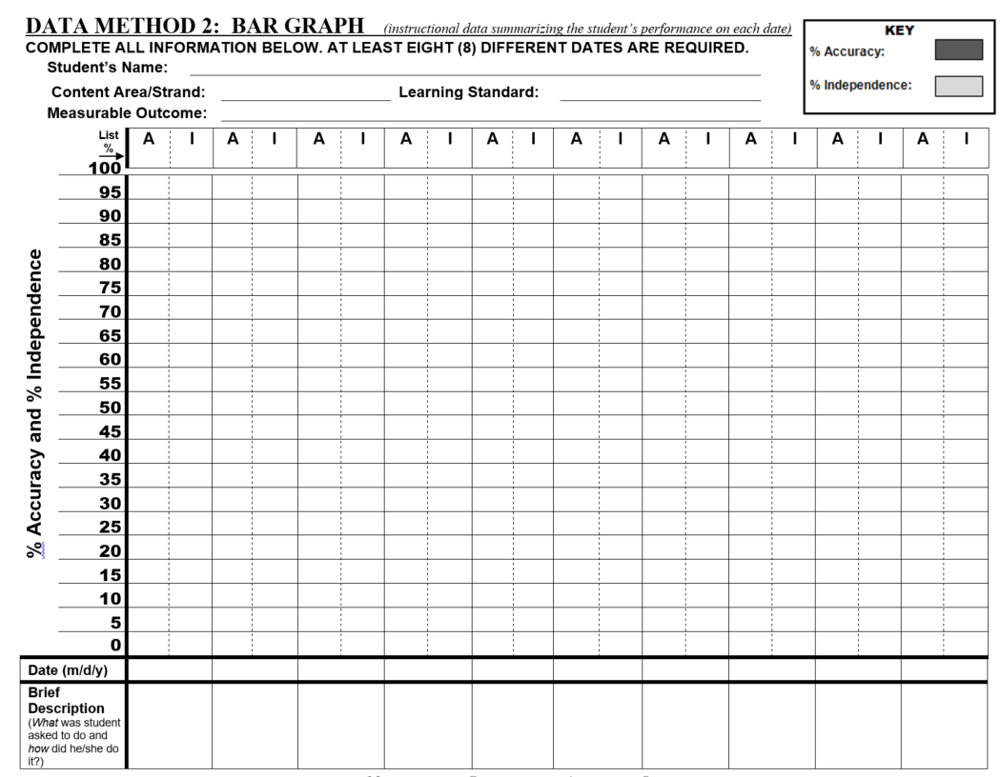 DATA METHOD 2: BAR GRAPH (instructional data summarizing the student's performance on each date)
COMPLETE ALL INFORMATION BELOW. AT LEAST EIGHT (8) DIFFERENT DATES ARE REQUIRED.
Student's Name:
Content Area/Strand: Learning Standard:
Measurable Outcome:
KEY
% Accuracy:
% Independence:
List
%
A I A I A I A I A I A I A I A I A I A I
100
95
90
85
80
75
70
65
60
55
50
45
40
35
30
25
20
15
10
5
0
% Accuracy and % Independence
Date (m/d/y)
Brief
Description
(What was student
asked to do and
how did he/she do
it?)